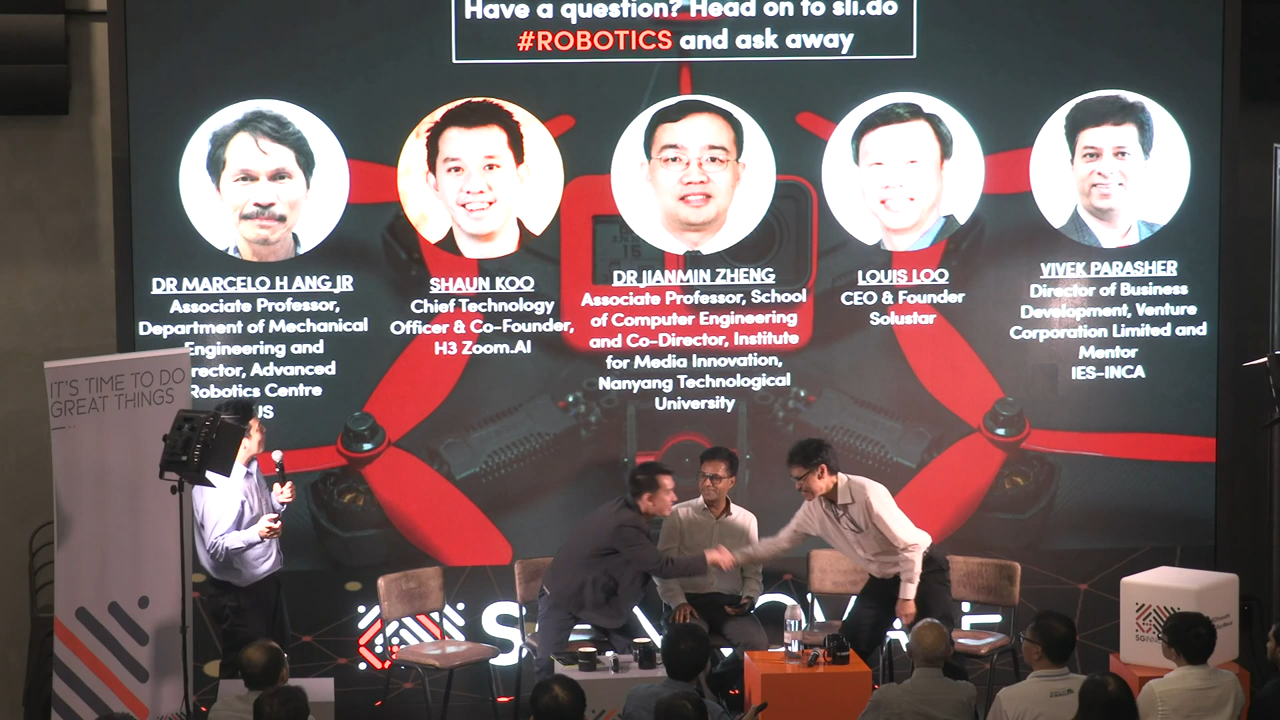 Have a question? Head on to sli.do
#ROBOTICS and ask away
DR MARCELO H ANG JR
Associate Professor,
Department of Mechanical
Engineering and
rector, Advanced
Robotics Centre
US
SHAUN KOO
Chief Technology
Officer & Co-Founder,
H3 Zoom.AI
DR JIANMIN ZHENG
Associate Professor, School
of Computer Engineering
and Co-Director, Institute
for Media Innovation,
Nanyang Technological
University
LOUIS LOO
CEO & Founder
Solustar
VIVEK PARASHER
Director of Business
Development, Venture
Corporation Limited and
Mentor
IES-INCA
IT'S TIME TO DO
GREAT THINGS